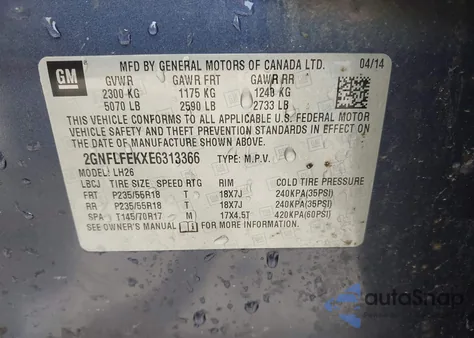 GM
MFD BY GENERAL MOTORS OF CANADA LTD. 04/14
GVWR GAWR FRT GAWR RR
2300 KG 1175 KG 1240 KG
5070 LB 2590 LB 2733 LB
THIS VEHICLE CONFORMS TO ALL APPLICABLE U.S. FEDERAL MOTOR
VEHICLE SAFETY AND THEFT PREVENTION STANDARDS IN EFFECT ON
THE DATE OF MANUFACTURE SHOWN ABOVE.
2GNFLFEKXE6313366 TYPE: M.P.V.
MODEL: LH26
LBCJ TIRE SIZE SPEED RTG RIM COLD TIRE PRESSURE
FRT P235/55R18 T 18X7J 240KPA(35PSI)
RR P235/55R18 T 18X7J 240KPA(35PSI)
SPA T145/70R17 M 17X4.5T 420KPA(60PSI)
SEE OWNER'S MANUAL FOR MORE INFORMATION.
autoSnap